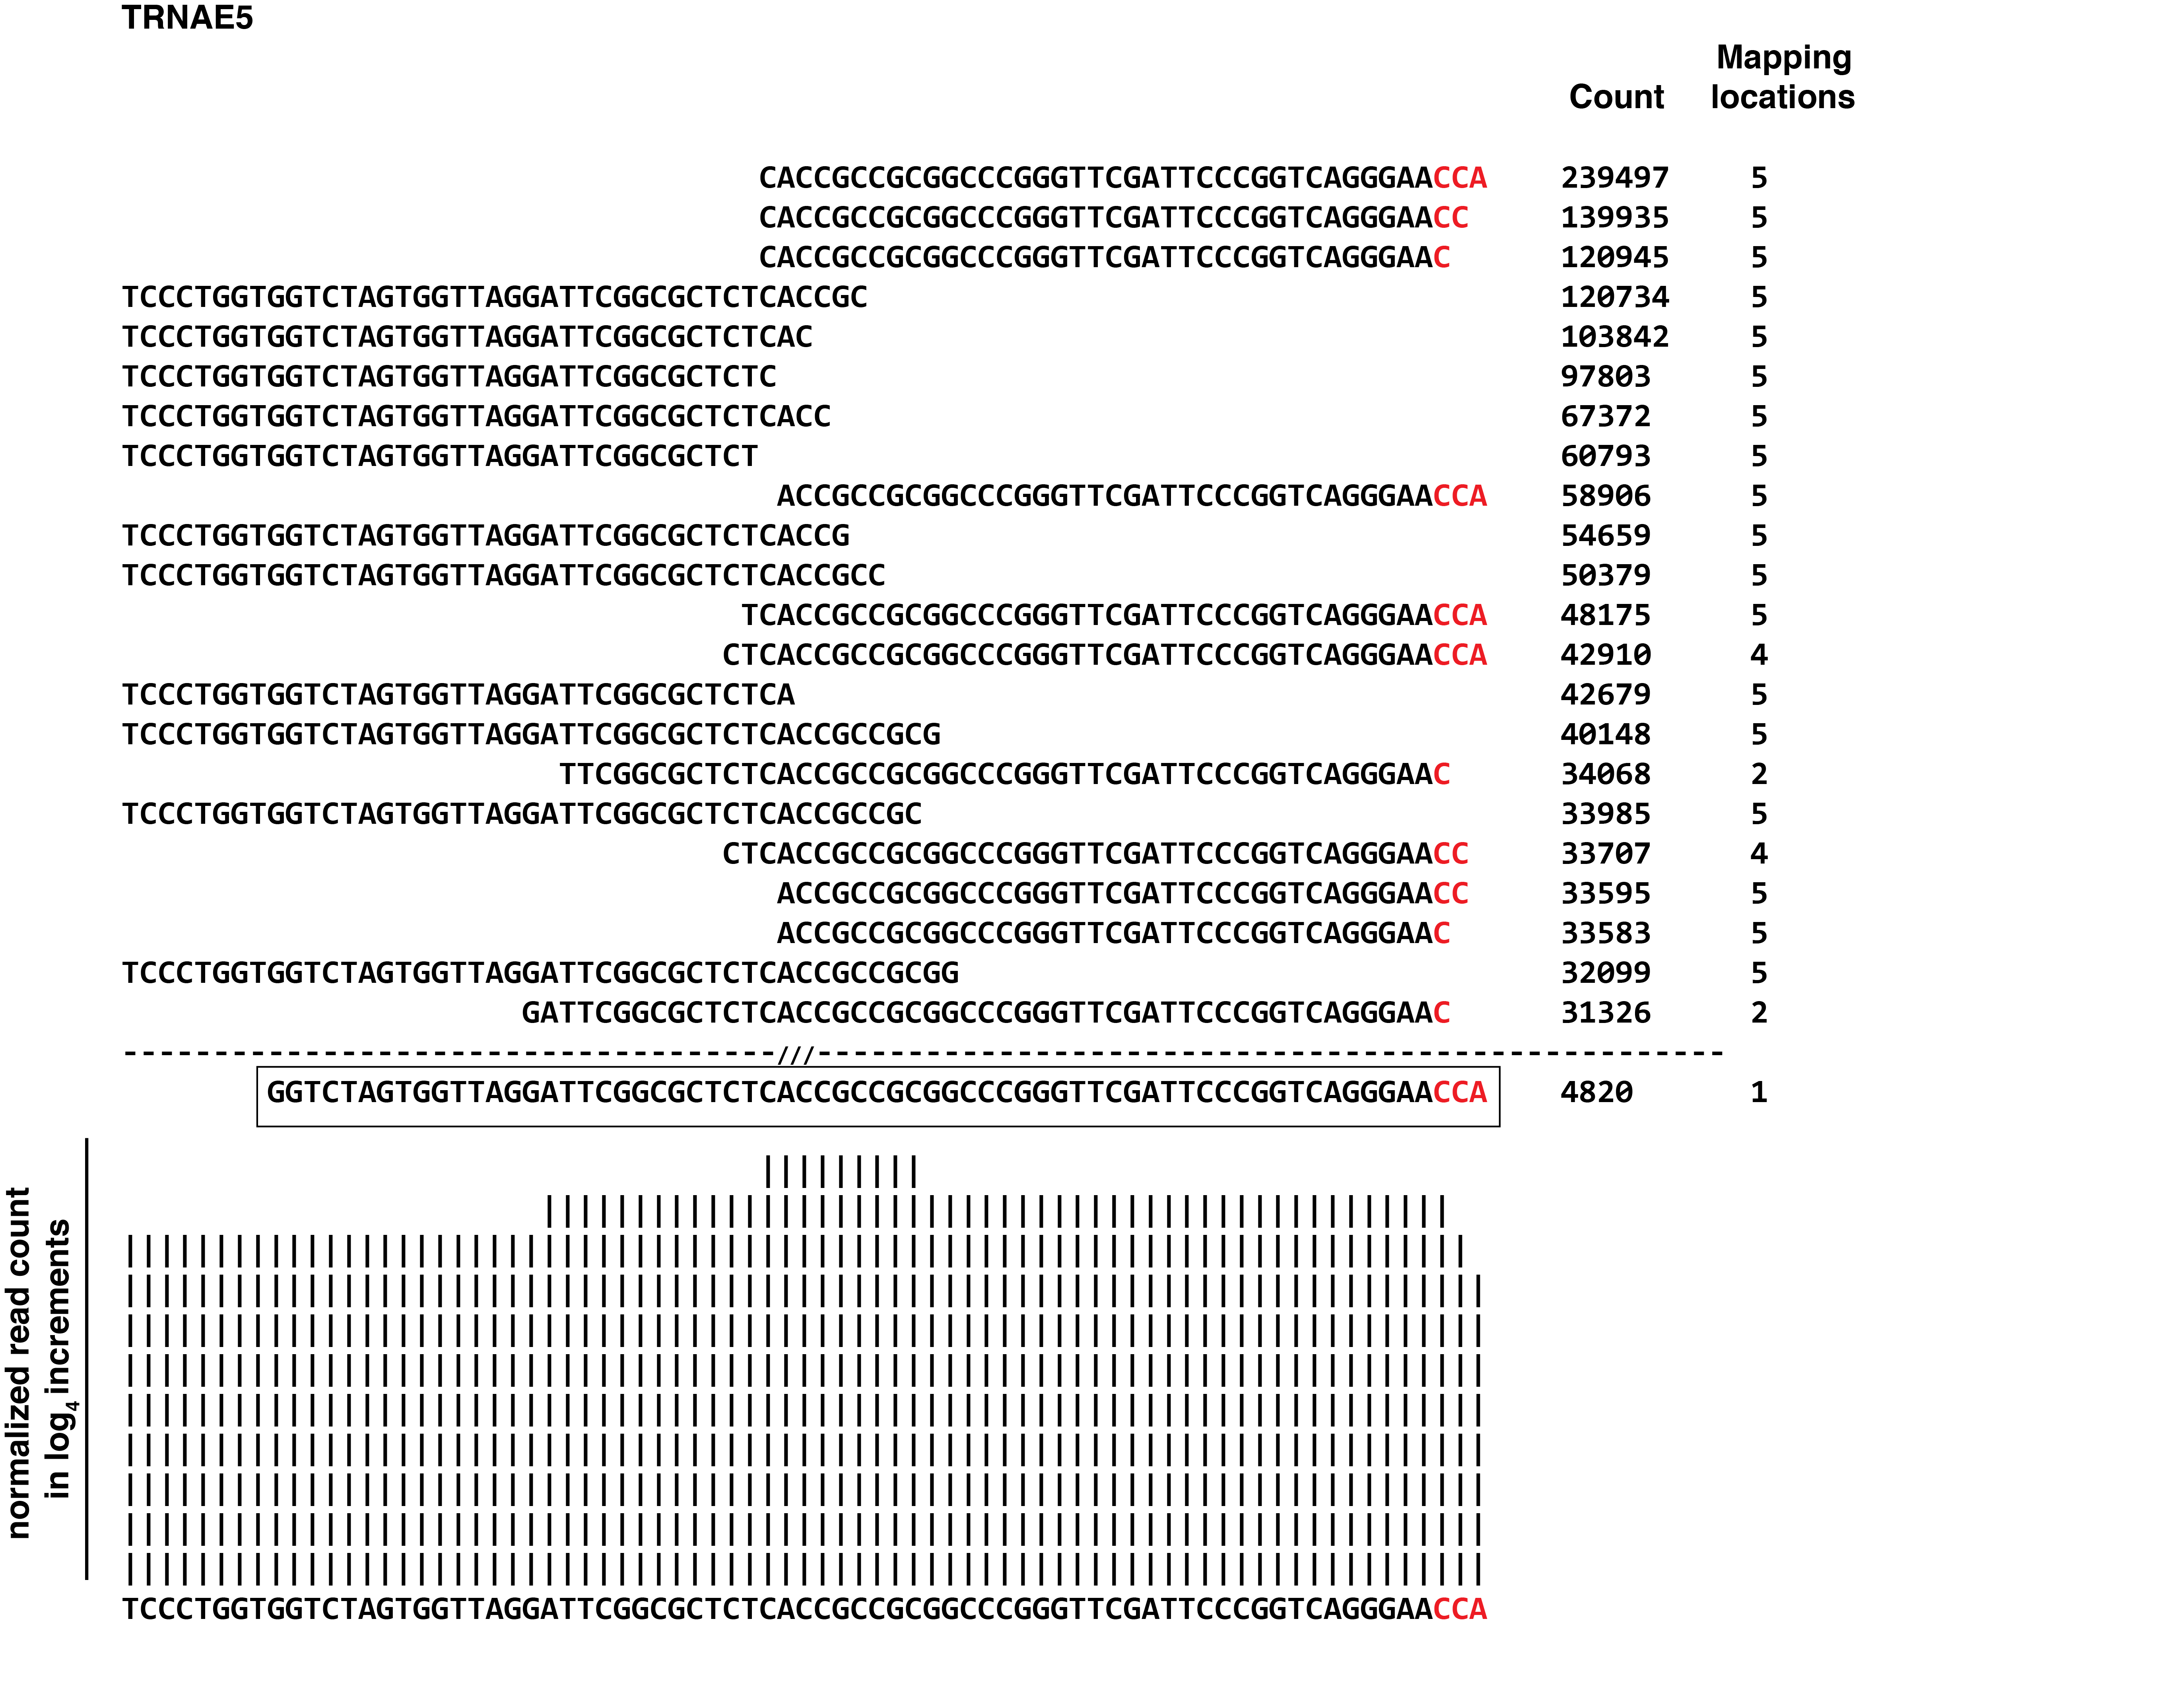 TRNAE5
Mapping
Count locations
CACCGCCGCGGCCCGGGTTCGATTCCCGGTCAGGGAACCA 239497 5
CACCGCCGCGGCCCGGGTTCGATTCCCGGTCAGGGAACC 139935 5
CACCGCCGCGGCCCGGGTTCGATTCCCGGTCAGGGAAC 120945 5
TCCCTGGTGGTCTAGTGGTTAGGATTCGGCGCTCTCACCGC 120734 5
TCCCTGGTGGTCTAGTGGTTAGGATTCGGCGCTCTCAC 103842 5
TCCCTGGTGGTCTAGTGGTTAGGATTCGGCGCTCTC 97803 5
TCCCTGGTGGTCTAGTGGTTAGGATTCGGCGCTCTCACC 67372 5
TCCCTGGTGGTCTAGTGGTTAGGATTCGGCGCTCT 60793 5
ACCGCCGCGGCCCGGGTTCGATTCCCGGTCAGGGAACCA 58906 5
TCCCTGGTGGTCTAGTGGTTAGGATTCGGCGCTCTCACCG 54659 5
TCCCTGGTGGTCTAGTGGTTAGGATTCGGCGCTCTCACCGCC 50379 5
TCACCGCCGCGGCCCGGGTTCGATTCCCGGTCAGGGAACCA 48175 5
CTCACCGCCGCGGCCCGGGTTCGATTCCCGGTCAGGGAACCA 42910 4
TCCCTGGTGGTCTAGTGGTTAGGATTCGGCGCTCTCA 42679 5
TCCCTGGTGGTCTAGTGGTTAGGATTCGGCGCTCTCACCGCCGCG 40148 5
TTCGGCGCTCTCACCGCCGCGGCCCGGGTTCGATTCCCGGTCAGGGAAC 34068 2
TCCCTGGTGGTCTAGTGGTTAGGATTCGGCGCTCTCACCGCCGC 33985 5
CTCACCGCCGCGGCCCGGGTTCGATTCCCGGTCAGGGAACC 33707 4
ACCGCCGCGGCCCGGGTTCGATTCCCGGTCAGGGAACC 33595 5
ACCGCCGCGGCCCGGGTTCGATTCCCGGTCAGGGAAC 33583 5
TCCCTGGTGGTCTAGTGGTTAGGATTCGGCGCTCTCACCGCCGCGG 32099 5
GATTCGGCGCTCTCACCGCCGCGGCCCGGGTTCGATTCCCGGTCAGGGAAC 31326 2
///
GGTCTAGTGGTTAGGATTCGGCGCTCTCACCGCCGCGGCCCGGGTTCGATTCCCGGTCAGGGAACCA 4820 1
normalized read count
in log4 increments
TCCCTGGTGGTCTAGTGGTTAGGATTCGGCGCTCTCACCGCCGCGGCCCGGGTTCGATTCCCGGTCAGGGAACCA